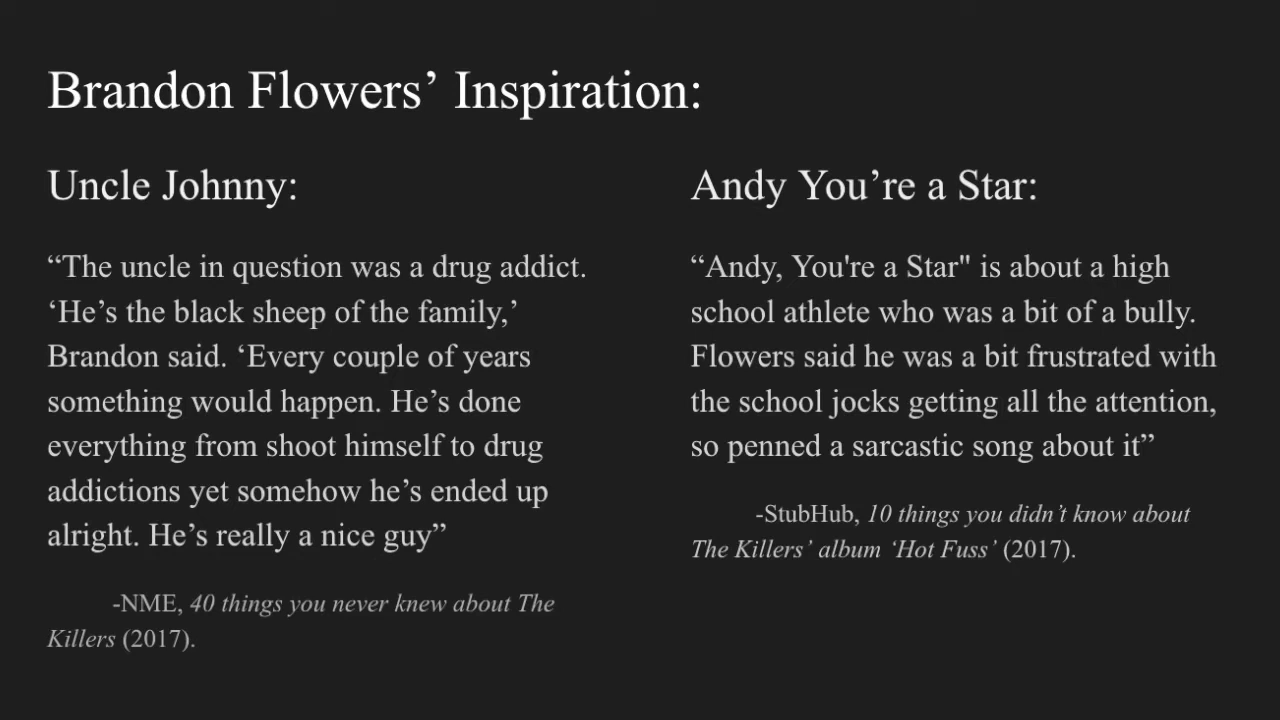 Brandon Flowers’ Inspiration:
Uncle Johnny:
“The uncle in question was a drug addict.
‘He’s the black sheep of the family,’
Brandon said. ‘Every couple of years
something would happen. He’s done
everything from shoot himself to drug
addictions yet somehow he’s ended up
alright. He’s really a nice guy”
-NME, 40 things you never knew about The
Killers (2017).
Andy You’re a Star:
“Andy, You're a Star" is about a high
school athlete who was a bit of a bully.
Flowers said he was a bit frustrated with
the school jocks getting all the attention,
so penned a sarcastic song about it”
-StubHub, 10 things you didn’t know about
The Killers’ album ‘Hot Fuss’ (2017).